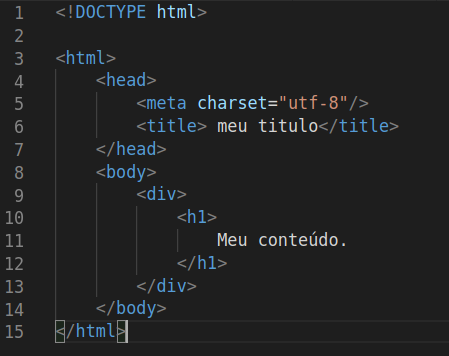 1 <!DOCTYPE html>
2
3 <html>
4     <head>
5         <meta charset="utf-8"/>
6         <title> meu titulo</title>
7     </head>
8     <body>
9         <div>
10             <h1>
11                 Meu conteúdo.
12             </h1>
13         </div>
14     </body>
15 </html>